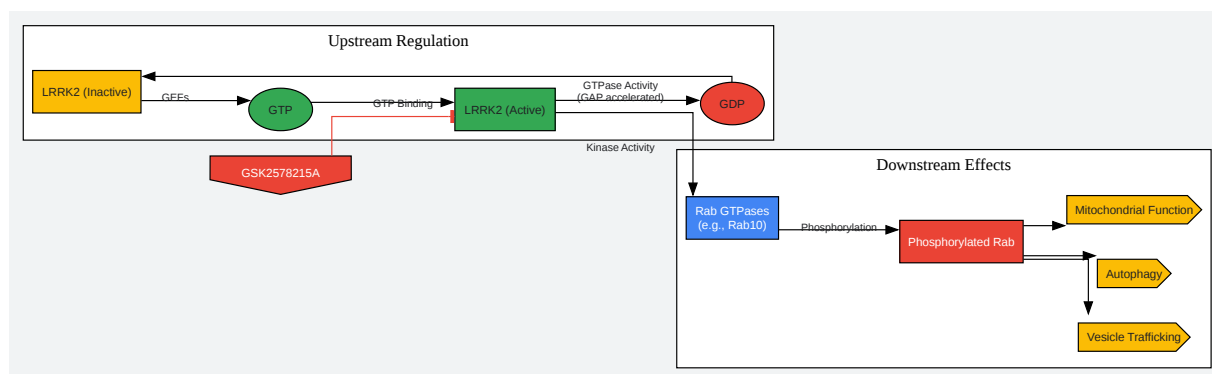 Upstream Regulation
LRRK2 (Inactive)
GEFs
GTP
GTP Binding
LRRK2 (Active)
GTPase Activity
(GAP accelerated)
GDP
Kinase Activity
GSK2578215A
Downstream Effects
Rab GTPases
(e.g., Rab10)
Phosphorylation
Phosphorylated Rab
Mitochondrial Function
Autophagy
Vesicle Trafficking